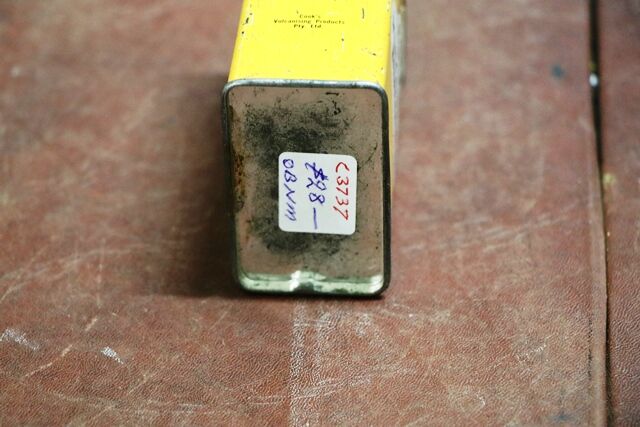 Cook's
Vulcanising Products
Pty Ltd
C3737
$28—
OBNM